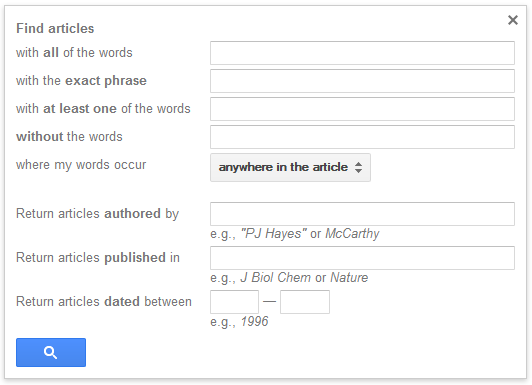 Find articles
with all of the words
with the exact phrase
with at least one of the words
without the words
where my words occur anywhere in the article
Return articles authored by
e.g., "PJ Hayes" or McCarthy
Return articles published in
e.g., J Biol Chem or Nature
Return articles dated between —
e.g., 1996